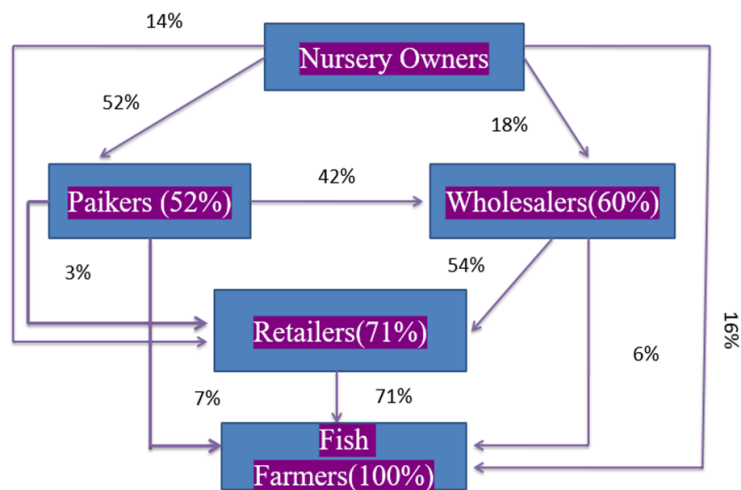 14%
Nursery Owners
52%
18%
Paikers (52%)
42%
Wholesalers(60%)
3%
54%
Retailers(71%)
16%
6%
7%
71%
Fish
Farmers(100%)